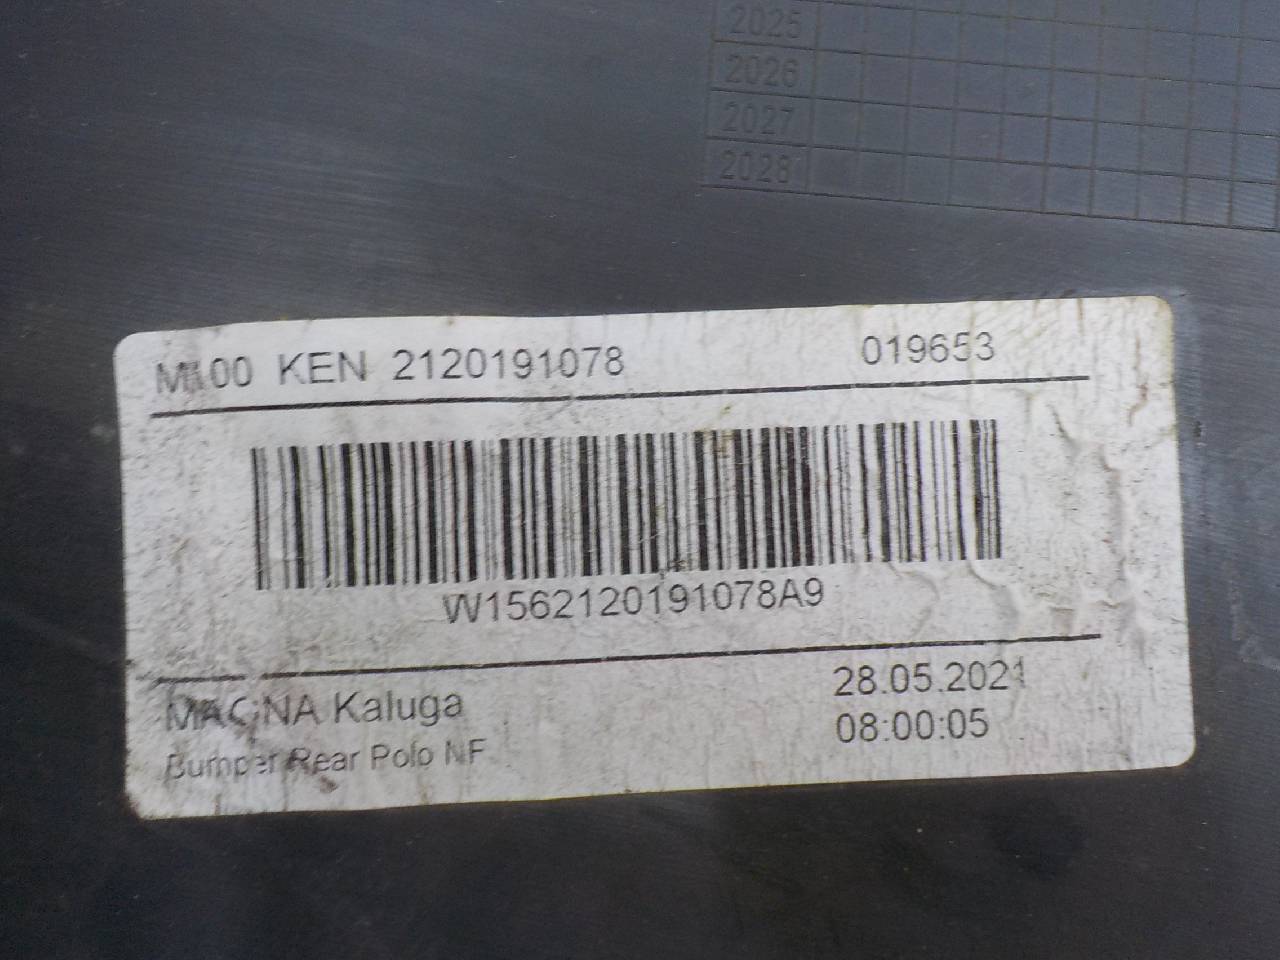 2025
2026
2027
2028
KEN 2120191078 019653
W1562120191078A9
MAGNA Kaluga 28.05.2021
Bumper Rear Polo NF 08:00:05